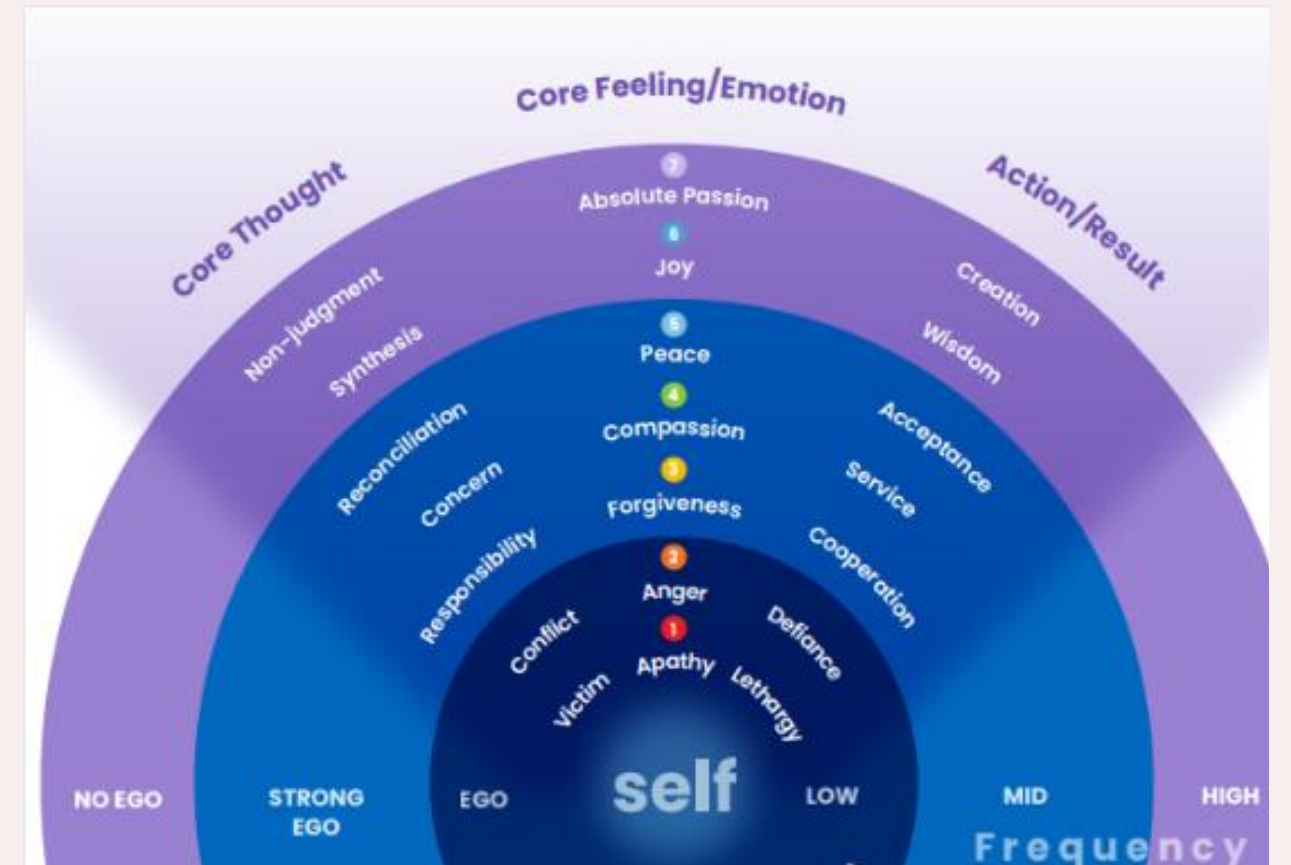 Core Feeling/Emotion
Core Thought
Action/Result
7
Absolute Passion
Non-judgment
Creation
6
Joy
Synthesis
Wisdom
5
Peace
Reconciliation
Acceptance
4
Compassion
Concern
Service
3
Forgiveness
Responsibility
Cooperation
2
Anger
Conflict
Defiance
1
Apathy
Victim
Lethargy
self
NO EGO
STRONG
EGO
EGO
LOW
MID
HIGH
Frequency